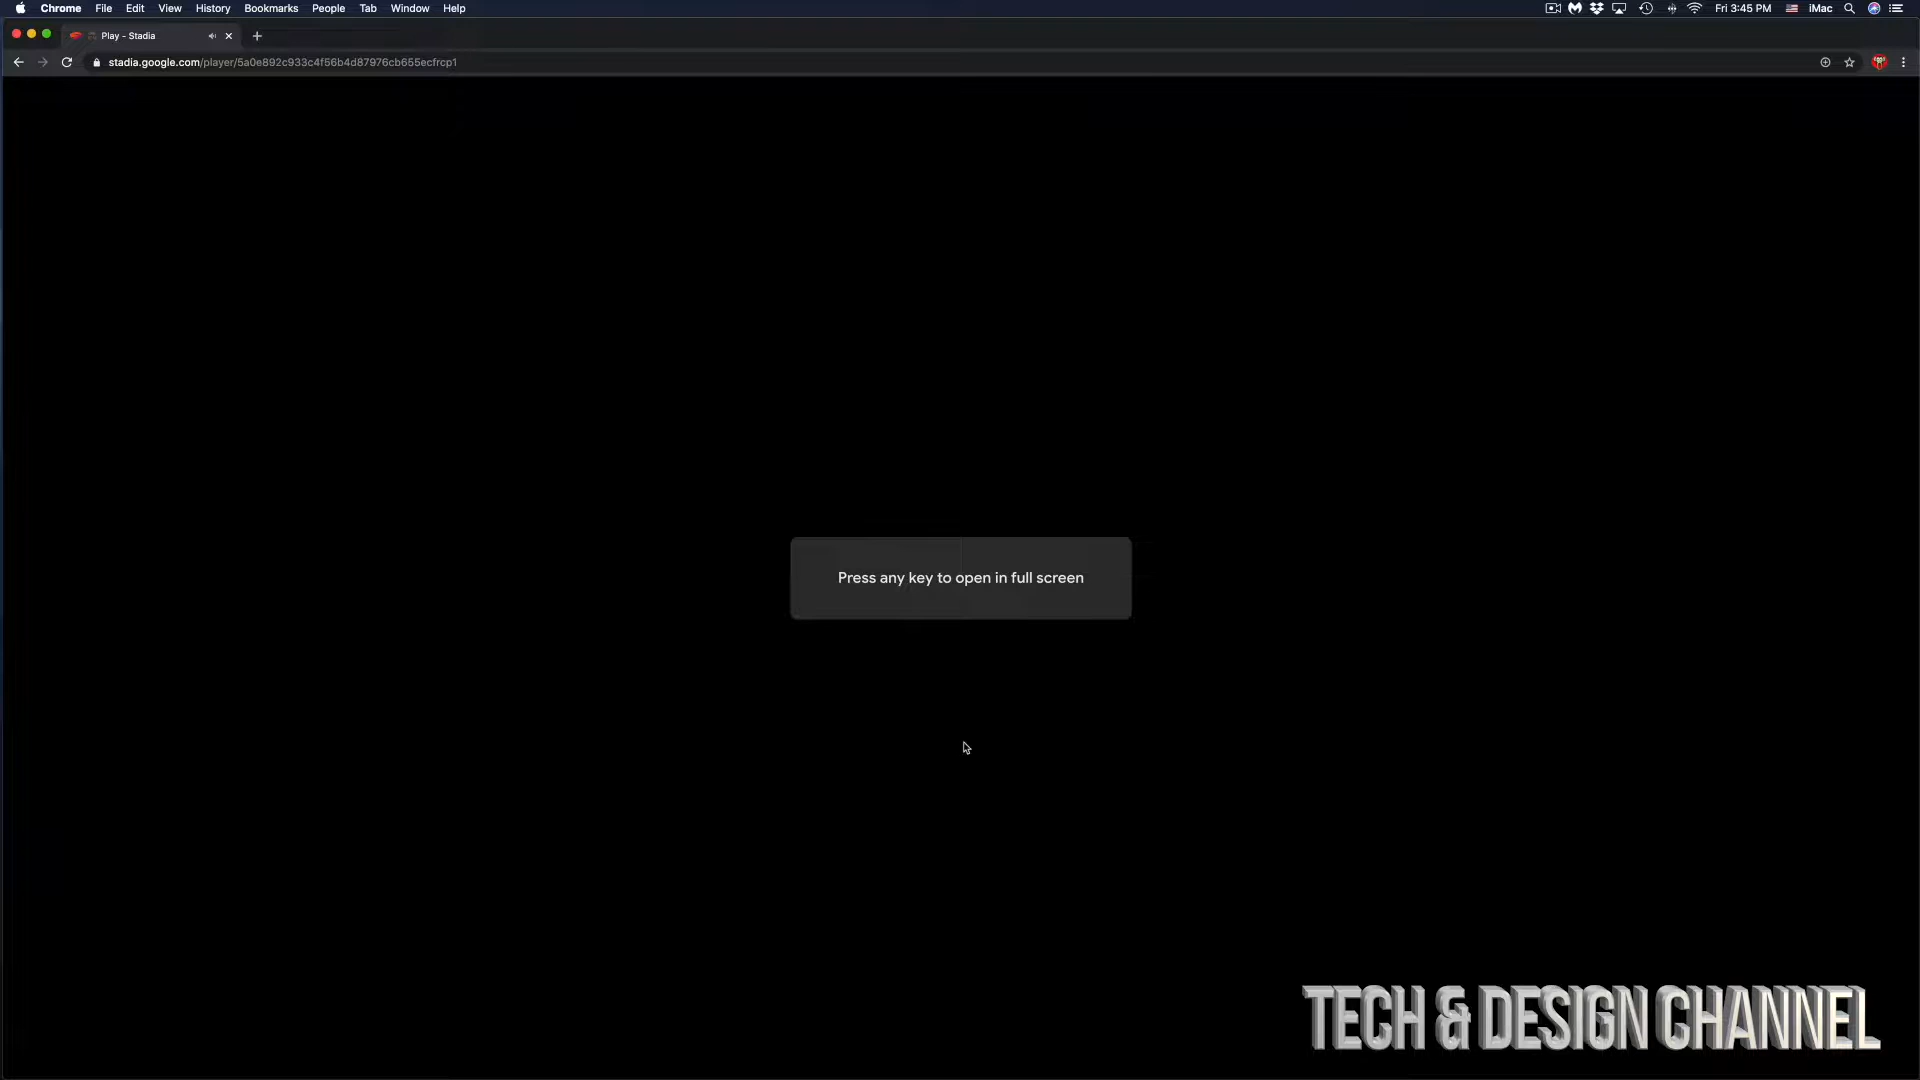 Chrome File Edit View History Bookmarks People Tab Window Help Fri 3:45 PM iMac
Play - Stadia
stadia.google.com/player/5a0e892c933c4f56b4d87976cb655ecfrcp1
Press any key to open in full screen
TECH & DESIGN CHANNEL